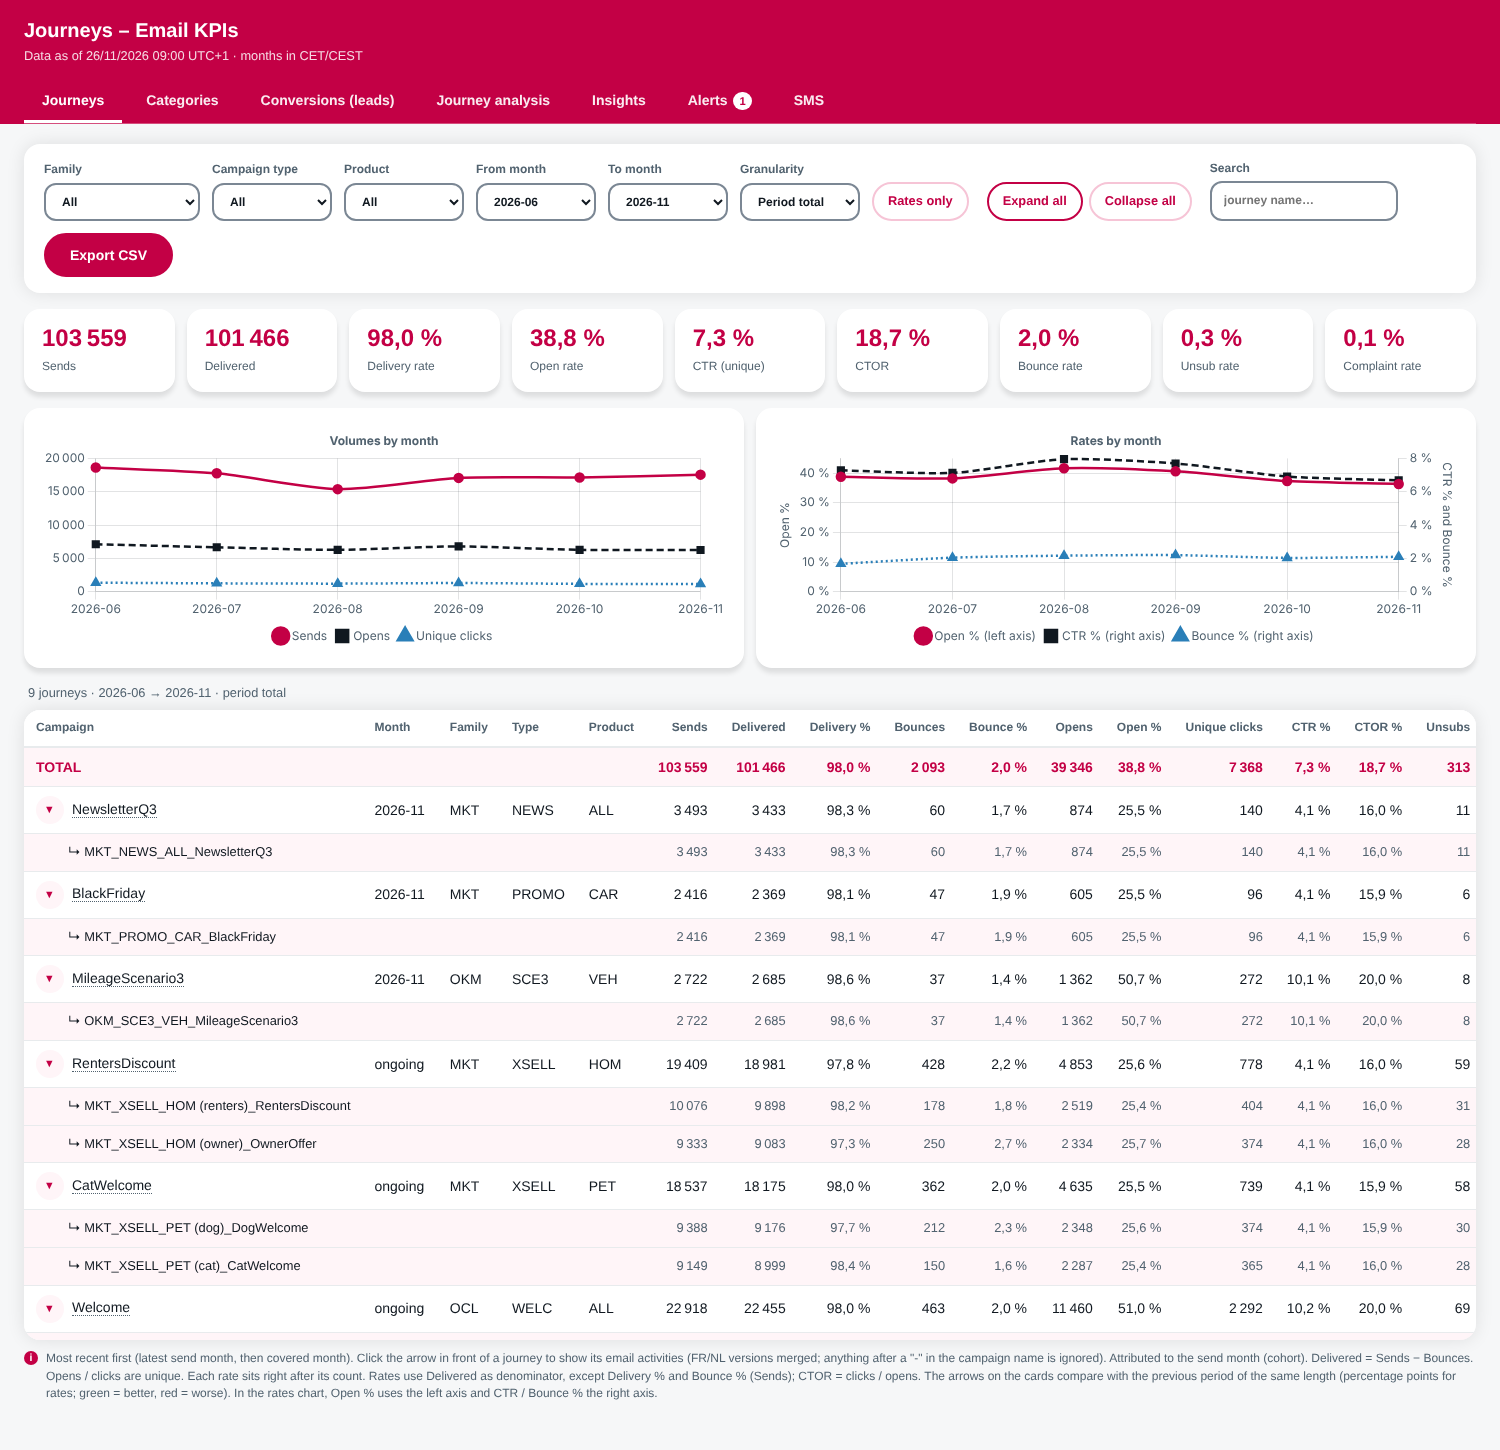 Journeys – Email KPIs
Data as of 26/11/2026 09:00 UTC+1 · months in CET/CEST
Journeys Categories Conversions (leads) Journey analysis Insights Alerts 1 SMS
Family Campaign type Product From month To month Granularity Search
All All All 2026-06 2026-11 Period total Rates only Expand all Collapse all journey name…
Export CSV
103 559 101 466 98,0 % 38,8 % 7,3 % 18,7 % 2,0 % 0,3 % 0,1 %
Sends Delivered Delivery rate Open rate CTR (unique) CTOR Bounce rate Unsub rate Complaint rate
Volumes by month
20 000
15 000
10 000
5 000
0
2026-06 2026-07 2026-08 2026-09 2026-10 2026-11
Sends Opens Unique clicks
Rates by month
Open %
40 %
30 %
20 %
10 %
0 %
8 %
6 %
4 %
2 %
0 %
CTR % and Bounce %
2026-06 2026-07 2026-08 2026-09 2026-10 2026-11
Open % (left axis) CTR % (right axis) Bounce % (right axis)
9 journeys · 2026-06 → 2026-11 · period total
Campaign Month Family Type Product Sends Delivered Delivery % Bounces Bounce % Opens Open % Unique clicks CTR % CTOR % Unsubs
TOTAL 103 559 101 466 98,0 % 2 093 2,0 % 39 346 38,8 % 7 368 7,3 % 18,7 % 313
▼ NewsletterQ3 2026-11 MKT NEWS ALL 3 493 3 433 98,3 % 60 1,7 % 874 25,5 % 140 4,1 % 16,0 % 11
↳ MKT_NEWS_ALL_NewsletterQ3 3 493 3 433 98,3 % 60 1,7 % 874 25,5 % 140 4,1 % 16,0 % 11
▼ BlackFriday 2026-11 MKT PROMO CAR 2 416 2 369 98,1 % 47 1,9 % 605 25,5 % 96 4,1 % 15,9 % 6
↳ MKT_PROMO_CAR_BlackFriday 2 416 2 369 98,1 % 47 1,9 % 605 25,5 % 96 4,1 % 15,9 % 6
▼ MileageScenario3 2026-11 OKM SCE3 VEH 2 722 2 685 98,6 % 37 1,4 % 1 362 50,7 % 272 10,1 % 20,0 % 8
↳ OKM_SCE3_VEH_MileageScenario3 2 722 2 685 98,6 % 37 1,4 % 1 362 50,7 % 272 10,1 % 20,0 % 8
▼ RentersDiscount ongoing MKT XSELL HOM 19 409 18 981 97,8 % 428 2,2 % 4 853 25,6 % 778 4,1 % 16,0 % 59
↳ MKT_XSELL_HOM (renters)_RentersDiscount 10 076 9 898 98,2 % 178 1,8 % 2 519 25,4 % 404 4,1 % 16,0 % 31
↳ MKT_XSELL_HOM (owner)_OwnerOffer 9 333 9 083 97,3 % 250 2,7 % 2 334 25,7 % 374 4,1 % 16,0 % 28
▼ CatWelcome ongoing MKT XSELL PET 18 537 18 175 98,0 % 362 2,0 % 4 635 25,5 % 739 4,1 % 15,9 % 58
↳ MKT_XSELL_PET (dog)_DogWelcome 9 388 9 176 97,7 % 212 2,3 % 2 348 25,6 % 374 4,1 % 15,9 % 30
↳ MKT_XSELL_PET (cat)_CatWelcome 9 149 8 999 98,4 % 150 1,6 % 2 287 25,4 % 365 4,1 % 16,0 % 28
▼ Welcome ongoing OCL WELC ALL 22 918 22 455 98,0 % 463 2,0 % 11 460 51,0 % 2 292 10,2 % 20,0 % 69
i Most recent first (latest send month, then covered month). Click the arrow in front of a journey to show its email activities (FR/NL versions merged; anything after a "-" in the campaign name is ignored). Attributed to the send month (cohort). Delivered = Sends − Bounces.
Opens / clicks are unique. Each rate sits right after its count. Rates use Delivered as denominator, except Delivery % and Bounce % (Sends); CTOR = clicks / opens. The arrows on the cards compare with the previous period of the same length (percentage points for
rates; green = better, red = worse). In the rates chart, Open % uses the left axis and CTR / Bounce % the right axis.